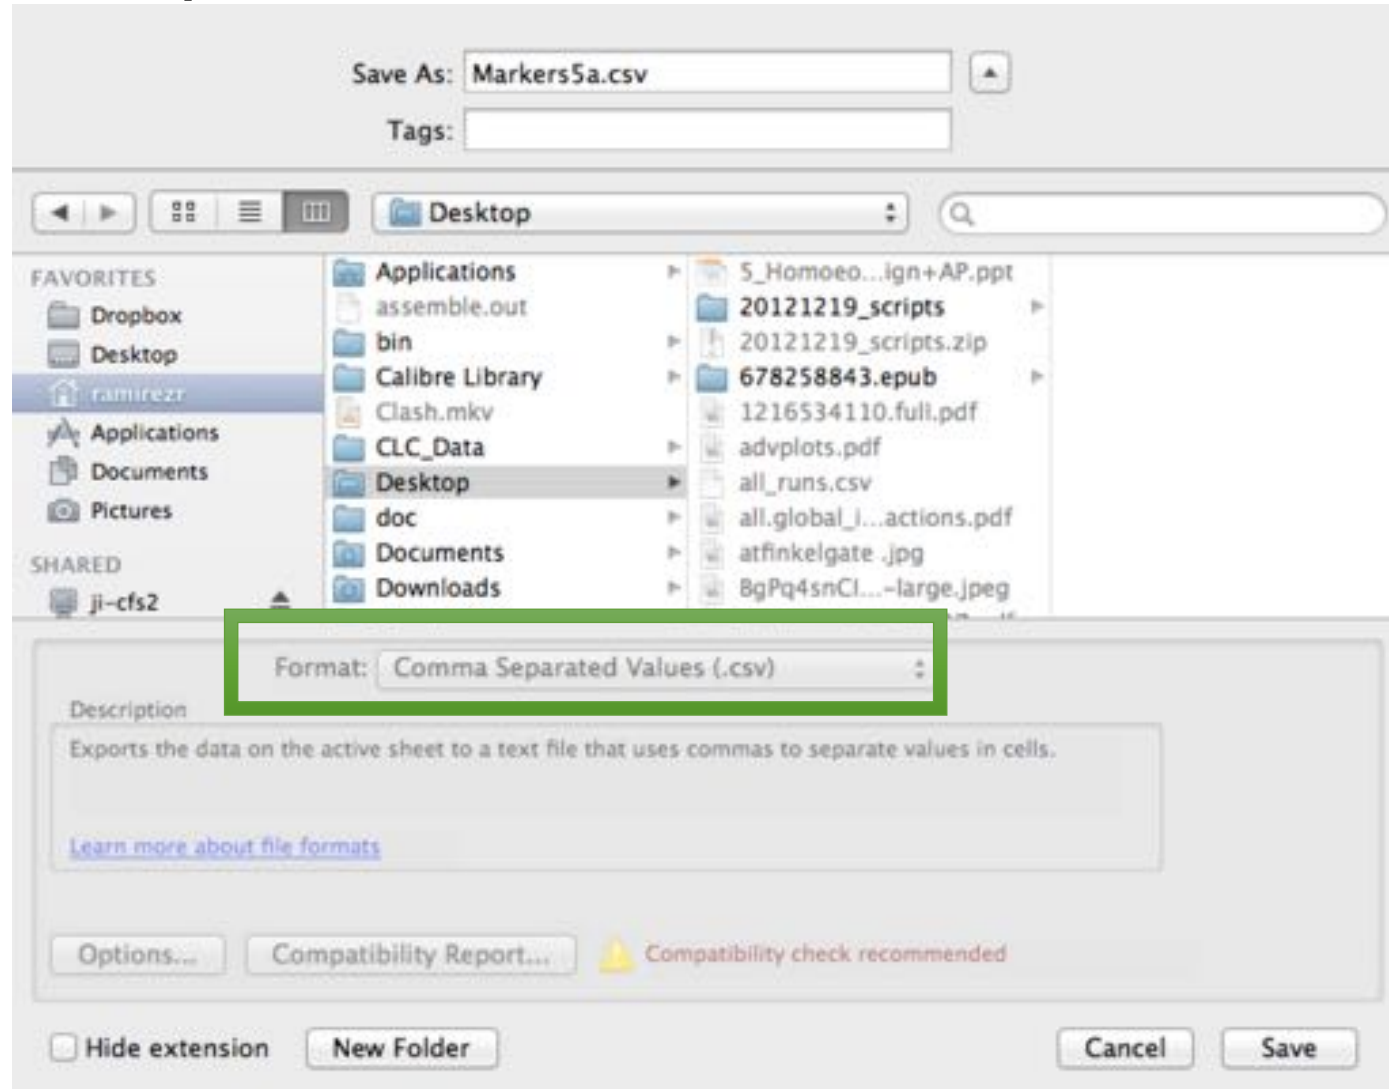 Save As: Markers5a.csv
Tags:
Desktop
FAVORITES
Dropbox
Desktop
ramirezr
Applications
Documents
Pictures
SHARED
ji-cfs2
Applications
assemble.out
bin
Calibre Library
Clash.mkv
CLC_Data
Desktop
doc
Documents
Downloads
5_Homoeo...ign+AP.ppt
20121219_scripts
20121219_scripts.zip
678258843.epub
1216534110.full.pdf
advplots.pdf
all_runs.csv
all.global_i...actions.pdf
atfinkelgate .jpg
BgPq4snCI...-large.jpeg
Format: Comma Separated Values (.csv)
Description
Exports the data on the active sheet to a text file that uses commas to separate values in cells.
Learn more about file formats
Options...
Compatibility Report...
Compatibility check recommended
Hide extension
New Folder
Cancel
Save